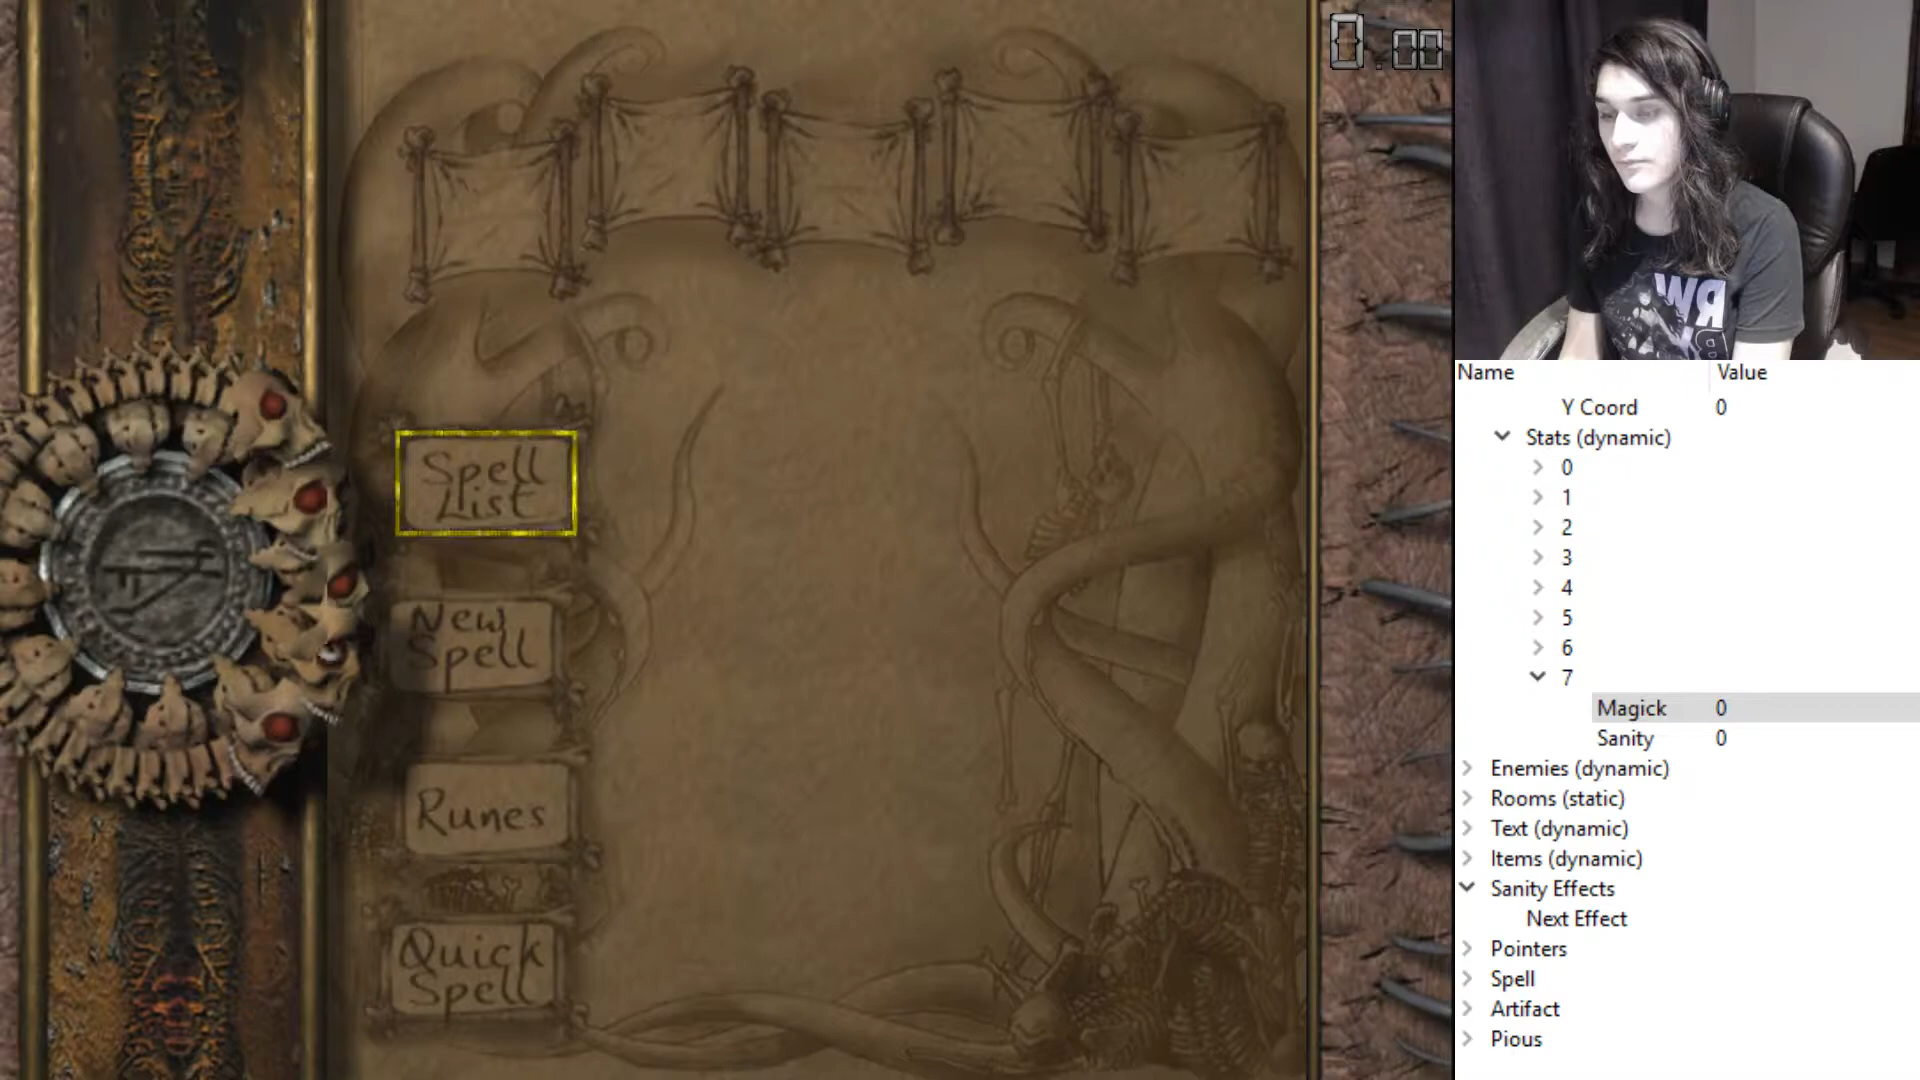 0.00
Spell
List
New
Spell
Runes
Quick
Spell
Name Value
Y Coord 0
Stats (dynamic)
0
1
2
3
4
5
6
7
Magick 0
Sanity 0
Enemies (dynamic)
Rooms (static)
Text (dynamic)
Items (dynamic)
Sanity Effects
Next Effect
Pointers
Spell
Artifact
Pious